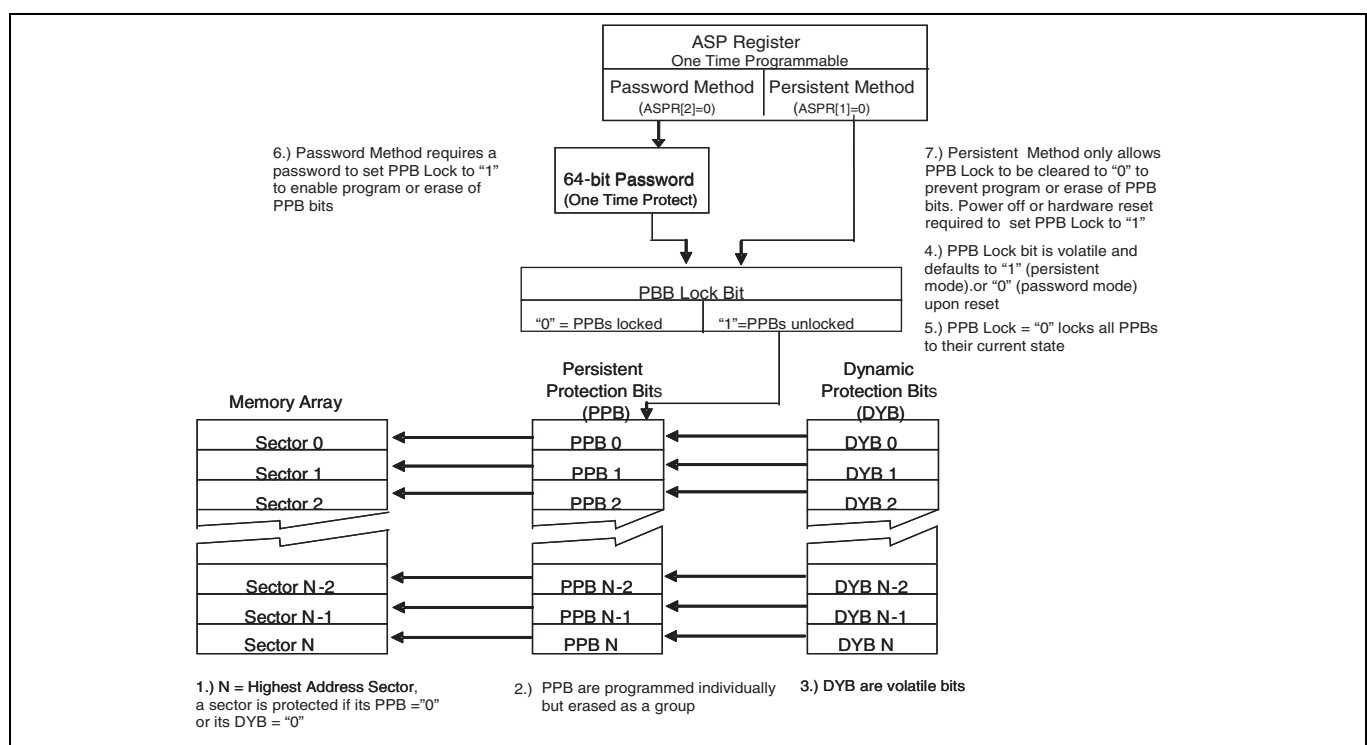 ASP Register
One Time Programmable
Password Method
(ASPR[2]=0)
Persistent Method
(ASPR[1]=0)
6.) Password Method requires a
password to set PPB Lock to “1”
to enable program or erase of
PPB bits
64-bit Password
(One Time Protect)
7.) Persistent Method only allows
PPB Lock to be cleared to “0” to
prevent program or erase of PPB
bits. Power off or hardware reset
required to set PPB Lock to “1”
4.) PPB Lock bit is volatile and
defaults to “1” (persistent
mode).or “0” (password mode)
upon reset
5.) PPB Lock = “0” locks all PPBs
to their current state
PBB Lock Bit
“0” = PPBs locked
“1”=PPBs unlocked
Memory Array
Persistent
Protection Bits
(PPB)
Dynamic
Protection Bits
(DYB)
Sector 0
PPB 0
DYB 0
Sector 1
PPB 1
DYB 1
Sector 2
PPB 2
DYB 2
Sector N-2
PPB N-2
DYB N-2
Sector N-1
PPB N-1
DYB N-1
Sector N
PPB N
DYB N
1.) N = Highest Address Sector,
a sector is protected if its PPB =”0”
or its DYB = “0”
2.) PPB are programmed individually
but erased as a group
3.) DYB are volatile bits